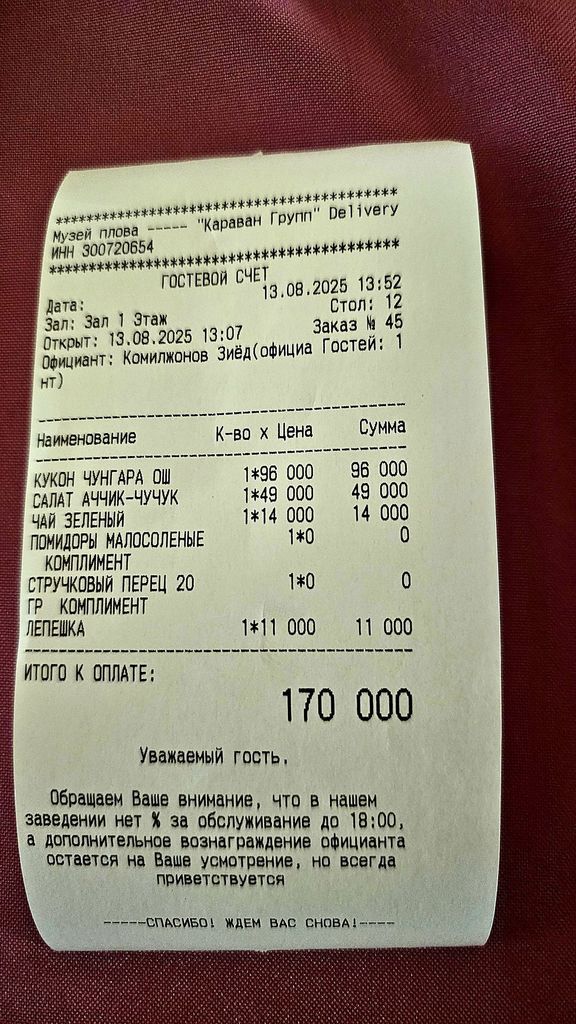 ****************************************
Музей плова ----- "Караван Групп" Delivery
ИНН 300720654
****************************************
ГОСТЕВОЙ СЧЕТ
Дата: 13.08.2025 13:52
Зал: Зал 1 Этаж Стол: 12
Открыт: 13.08.2025 13:07 Заказ № 45
Официант: Комилжонов Зиёд(официа Гостей: 1
нт)
Наименование К-во х Цена Сумма
КУКОН ЧУНГАРА ОШ 1*96 000 96 000
САЛАТ АЧЧИК-ЧУЧУК 1*49 000 49 000
ЧАЙ ЗЕЛЕНЫЙ 1*14 000 14 000
ПОМИДОРЫ МАЛОСОЛЕНЫЕ 1*0 0
КОМПЛИМЕНТ
СТРУЧКОВЫЙ ПЕРЕЦ 20 1*0 0
ГР КОМПЛИМЕНТ
ЛЕПЕШКА 1*11 000 11 000
ИТОГО К ОПЛАТЕ:
170 000
Уважаемый гость.
Обращаем Ваше внимание, что в нашем
заведении нет % за обслуживание до 18:00,
а дополнительное вознаграждение официанта
остается на Ваше усмотрение, но всегда
приветствуется
-----СПАСИБО! ЖДЕМ ВАС СНОВА!----